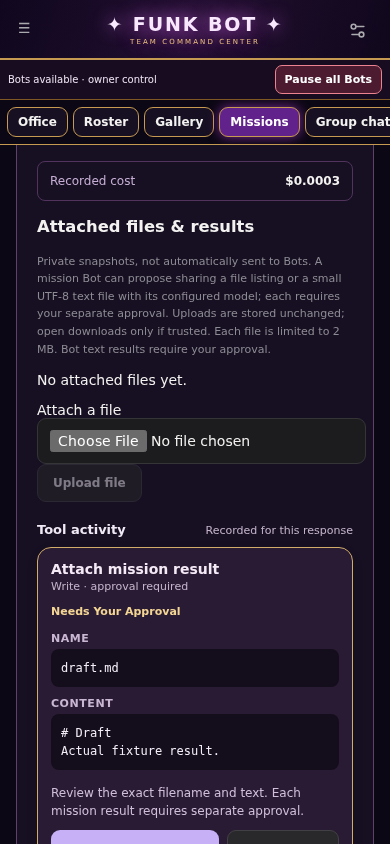 ☰ ✦ FUNK BOT ✦
TEAM COMMAND CENTER
Bots available · owner control
Pause all Bots
Office Roster Gallery Missions Group chat
Recorded cost $0.0003
Attached files & results
Private snapshots, not automatically sent to Bots. A
mission Bot can propose sharing a file listing or a small
UTF-8 text file with its configured model; each requires
your separate approval. Uploads are stored unchanged;
open downloads only if trusted. Each file is limited to 2
MB. Bot text results require your approval.
No attached files yet.
Attach a file
Choose File No file chosen
Upload file
Tool activity Recorded for this response
Attach mission result
Write · approval required
Needs Your Approval
NAME
draft.md
CONTENT
# Draft
Actual fixture result.
Review the exact filename and text. Each
mission result requires separate approval.